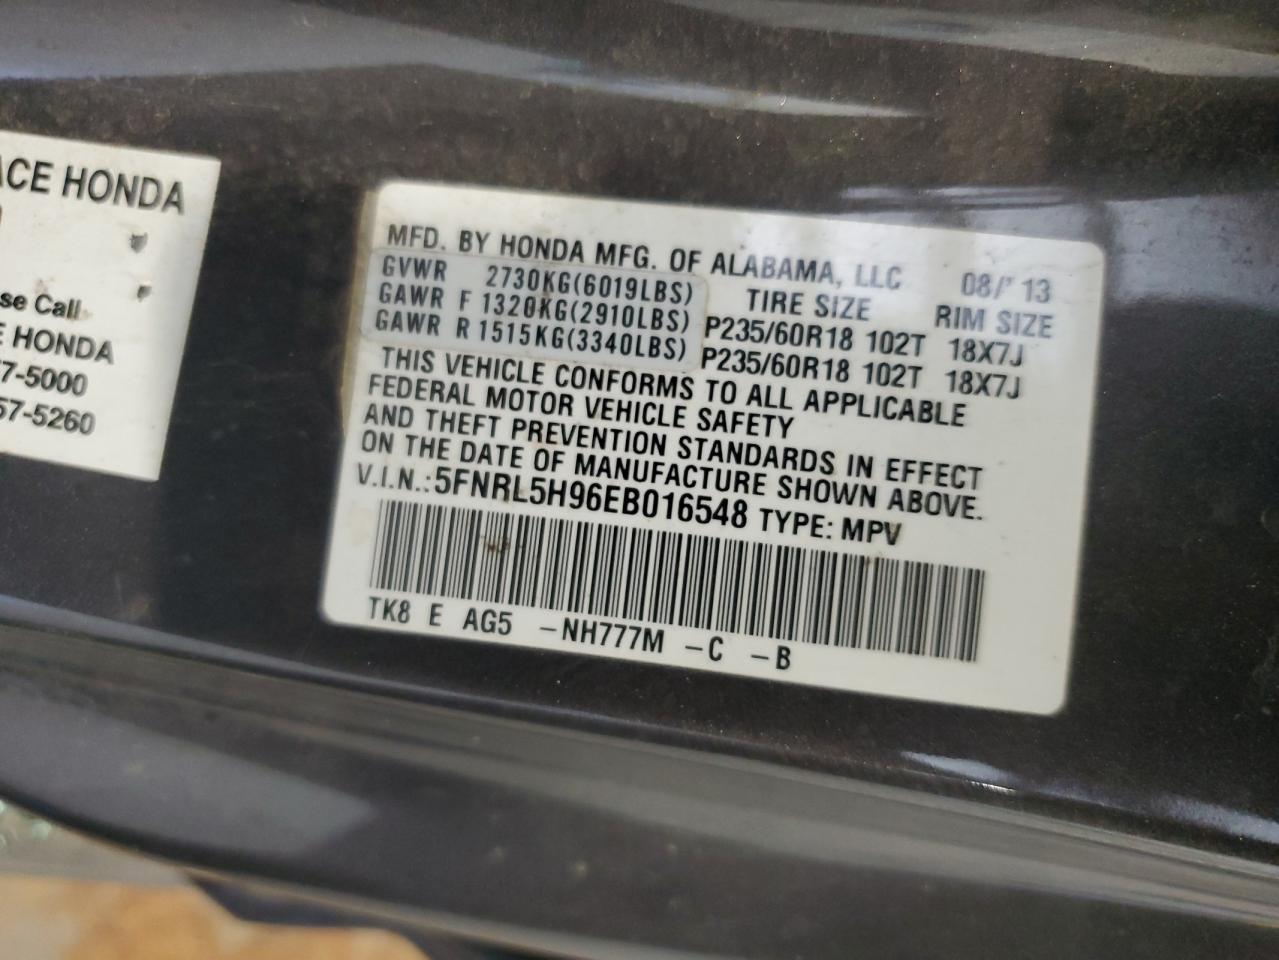 ACE HONDA
se Call
E HONDA
7-5000
57-5260
MFD. BY HONDA MFG. OF ALABAMA, LLC 08/ 13
GVWR 2730KG(6019LBS) TIRE SIZE RIM SIZE
GAWR F 1320KG(2910LBS) P235/60R18 102T 18X7J
GAWR R 1515KG(3340LBS) P235/60R18 102T 18X7J
THIS VEHICLE CONFORMS TO ALL APPLICABLE
FEDERAL MOTOR VEHICLE SAFETY
AND THEFT PREVENTION STANDARDS IN EFFECT
ON THE DATE OF MANUFACTURE SHOWN ABOVE.
V.I.N.:5FNRL5H96EB016548 TYPE: MPV
TK8 E AG5 -NH777M -C -B